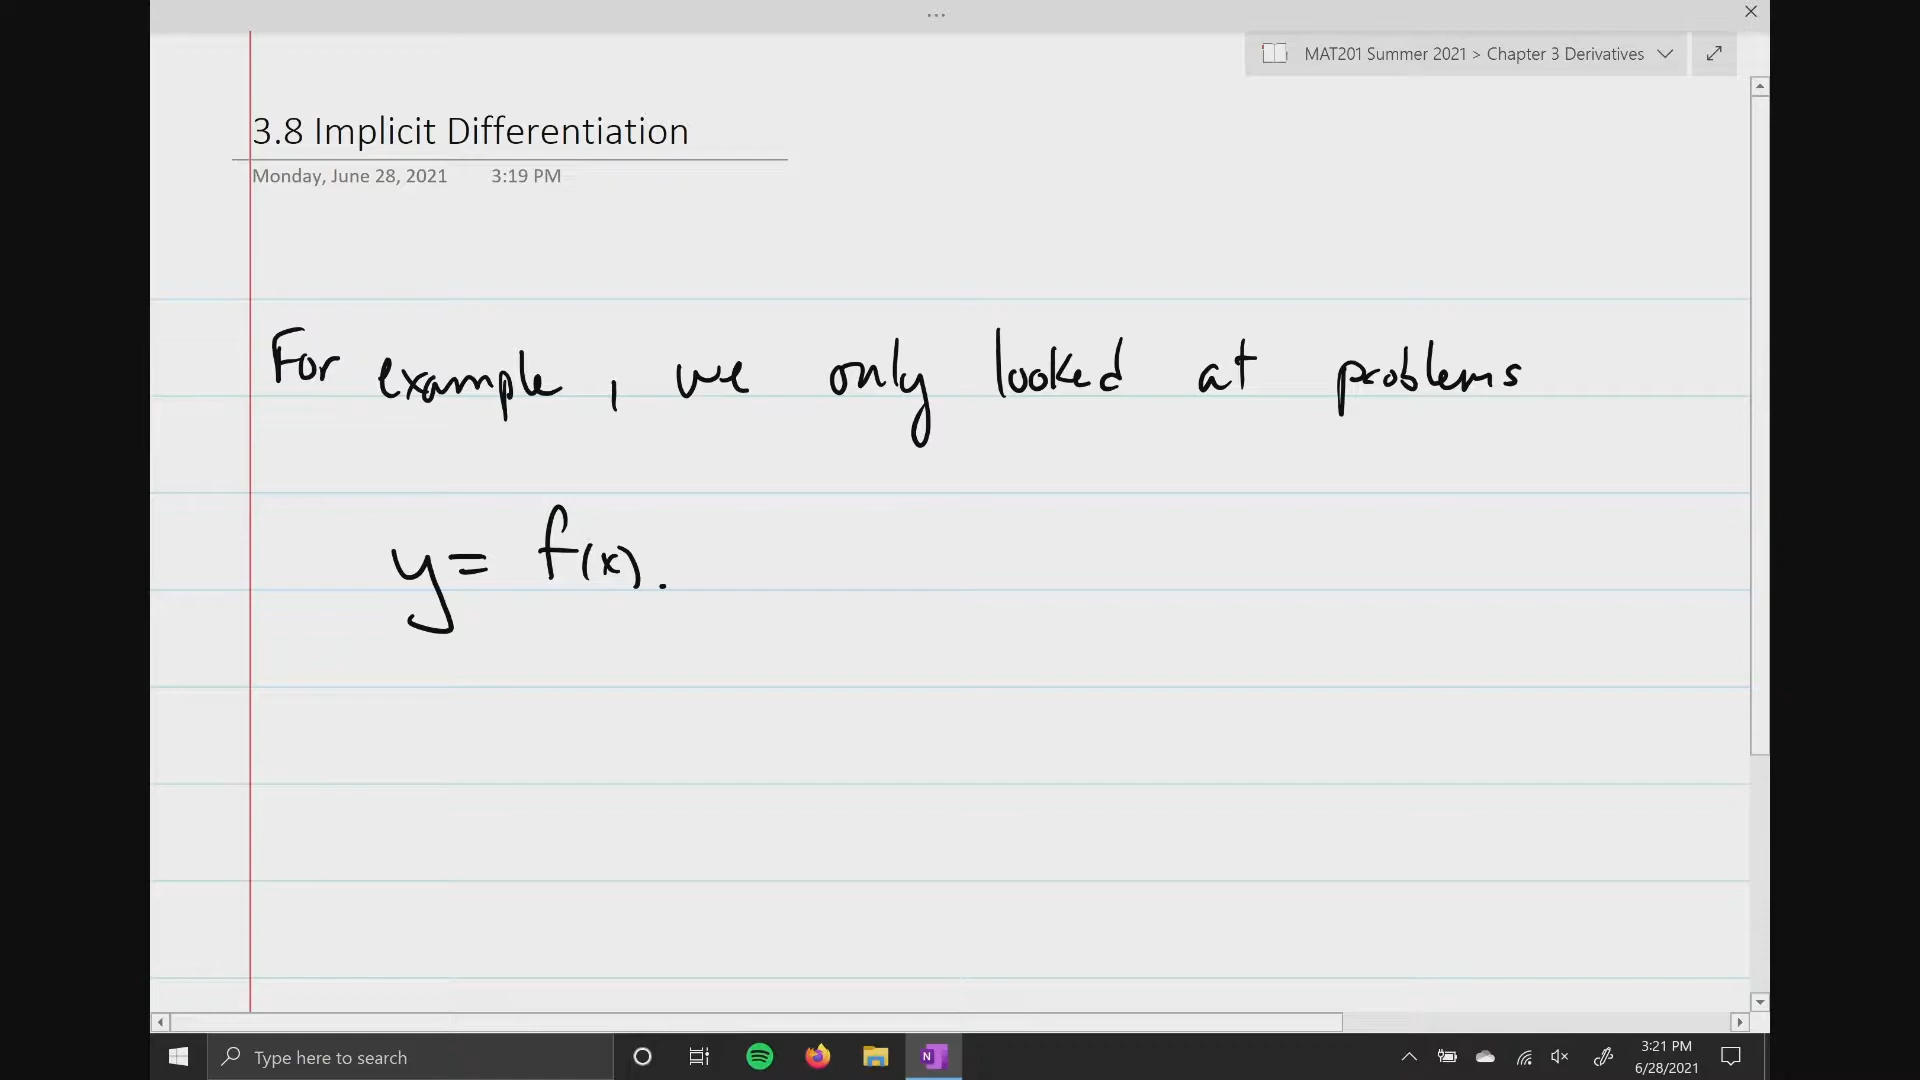 MAT201 Summer 2021 > Chapter 3 Derivatives
3.8 Implicit Differentiation
Monday, June 28, 2021 3:19 PM
For example, we only looked at problems
y = f(x).
Type here to search
N
3:21 PM
6/28/2021